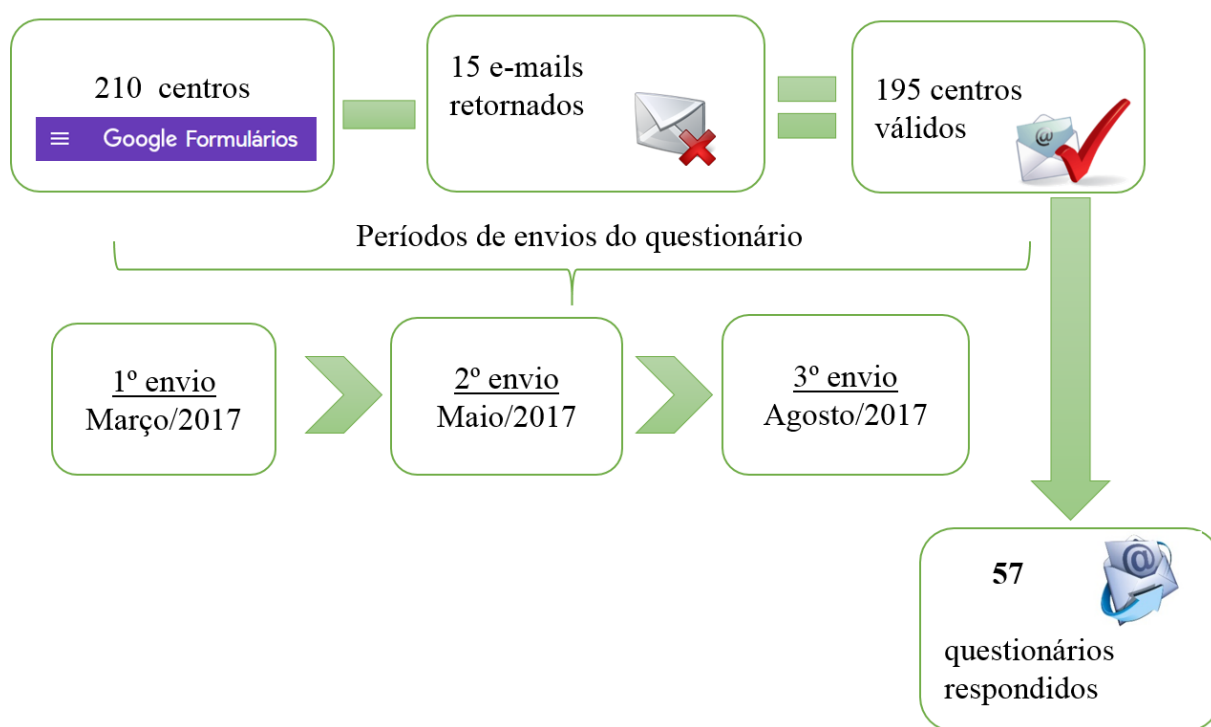 210 centros
Google Formulários
15 e-mails
retornados
195 centros
válidos
@
Períodos de envios do questionário
1º envio
Março/2017
2º envio
Maio/2017
3º envio
Agosto/2017
57
@
questionários
respondidos